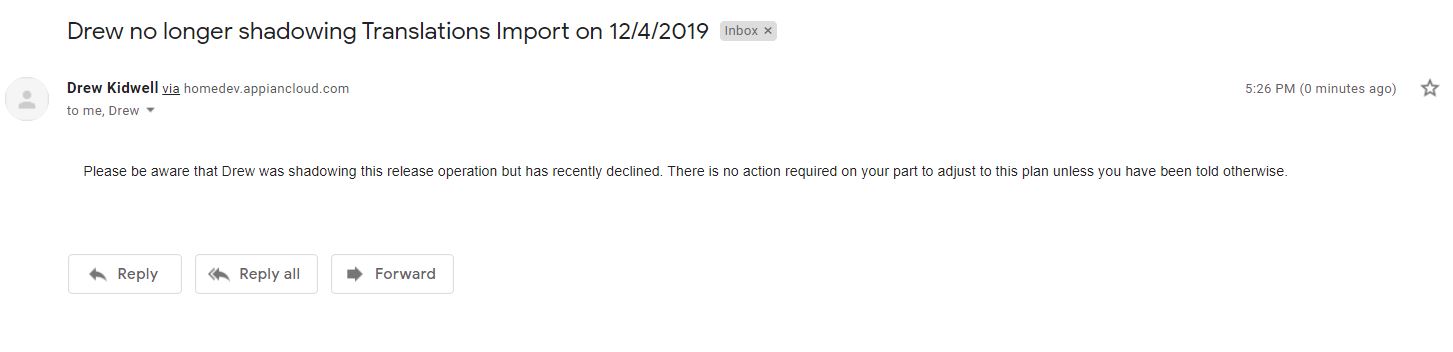 Drew no longer shadowing Translations Import on 12/4/2019 Inbox ×
Drew Kidwell via homedev.appiancloud.com 5:26 PM (0 minutes ago)
to me, Drew
Please be aware that Drew was shadowing this release operation but has recently declined. There is no action required on your part to adjust to this plan unless you have been told otherwise.
Reply Reply all Forward